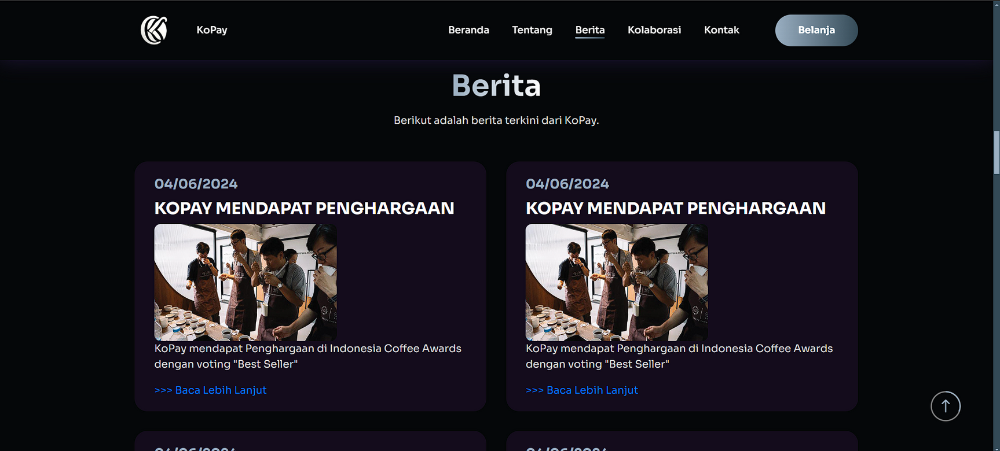 KoPay
Beranda
Tentang
Berita
Kolaborasi
Kontak
Belanja
Berita
Berikut adalah berita terkini dari KoPay.
04/06/2024
KOPAY MENDAPAT PENGHARGAAN
KoPay mendapat Penghargaan di Indonesia Coffee Awards
dengan voting "Best Seller"
>>> Baca Lebih Lanjut
04/06/2024
KOPAY MENDAPAT PENGHARGAAN
KoPay mendapat Penghargaan di Indonesia Coffee Awards
dengan voting "Best Seller"
>>> Baca Lebih Lanjut